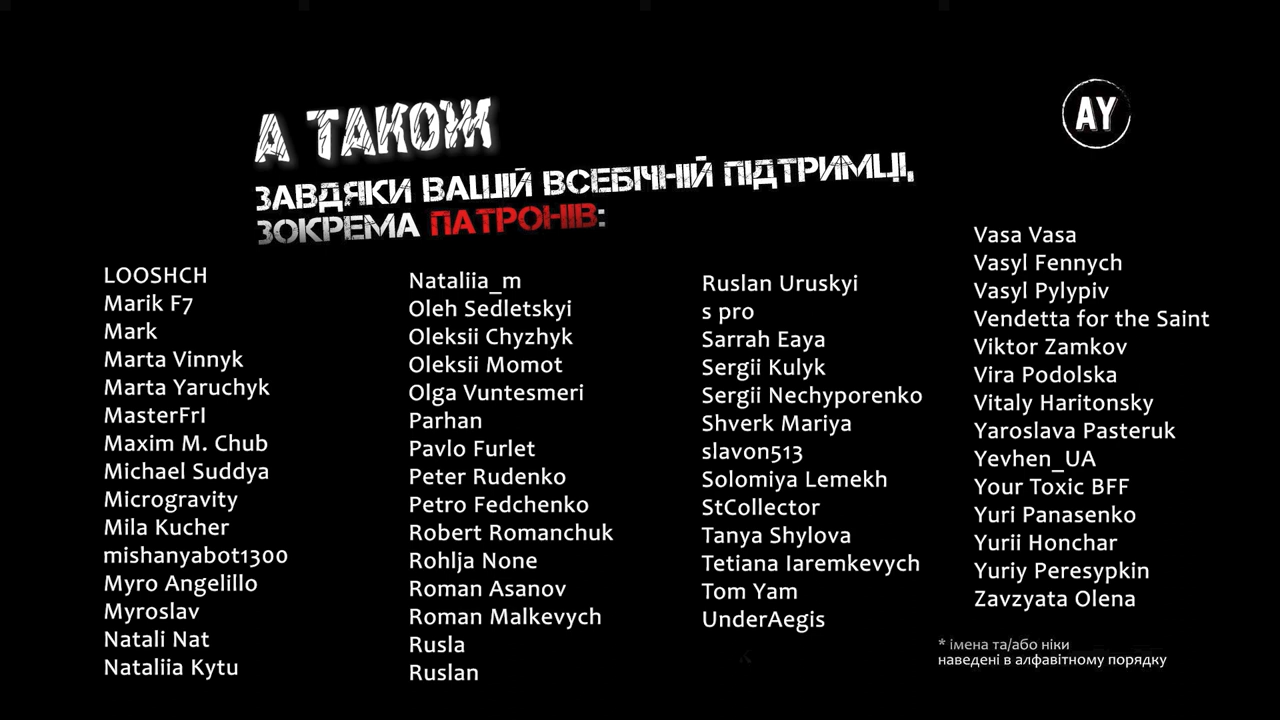 А ТАКОЖ
ЗАВДЯКИ ВАШІЙ ВСЕБІЧНІЙ ПІДТРИМЦІ,
ЗОКРЕМА ПАТРОНІВ:
AY
LOOSHCH
Marik F7
Mark
Marta Vinnyk
Marta Yaruchyk
MasterFrI
Maxim M. Chub
Michael Suddya
Microgravity
Mila Kucher
mishanyabot1300
Myro Angelillo
Myroslav
Natali Nat
Nataliia Kytu
Nataliia_m
Oleh Sedletskyi
Oleksii Chyzhyk
Oleksii Momot
Olga Vuntesmeri
Parhan
Pavlo Furlet
Peter Rudenko
Petro Fedchenko
Robert Romanchuk
Rohlja None
Roman Asanov
Roman Malkevych
Rusla
Ruslan
Ruslan Uruskyi
s pro
Sarrah Eaya
Sergii Kulyk
Sergii Nechyporenko
Shverk Mariya
slavon513
Solomiya Lemekh
StCollector
Tanya Shylova
Tetiana Iaremkevych
Tom Yam
UnderAegis
Vasa Vasa
Vasyl Fennych
Vasyl Pylypiv
Vendetta for the Saint
Viktor Zamkov
Vira Podolska
Vitaly Haritonsky
Yaroslava Pasteruk
Yevhen_UA
Your Toxic BFF
Yuri Panasenko
Yurii Honchar
Yuriy Peresypkin
Zavzyata Olena
* імена та/або ніки
наведені в алфавітному порядку